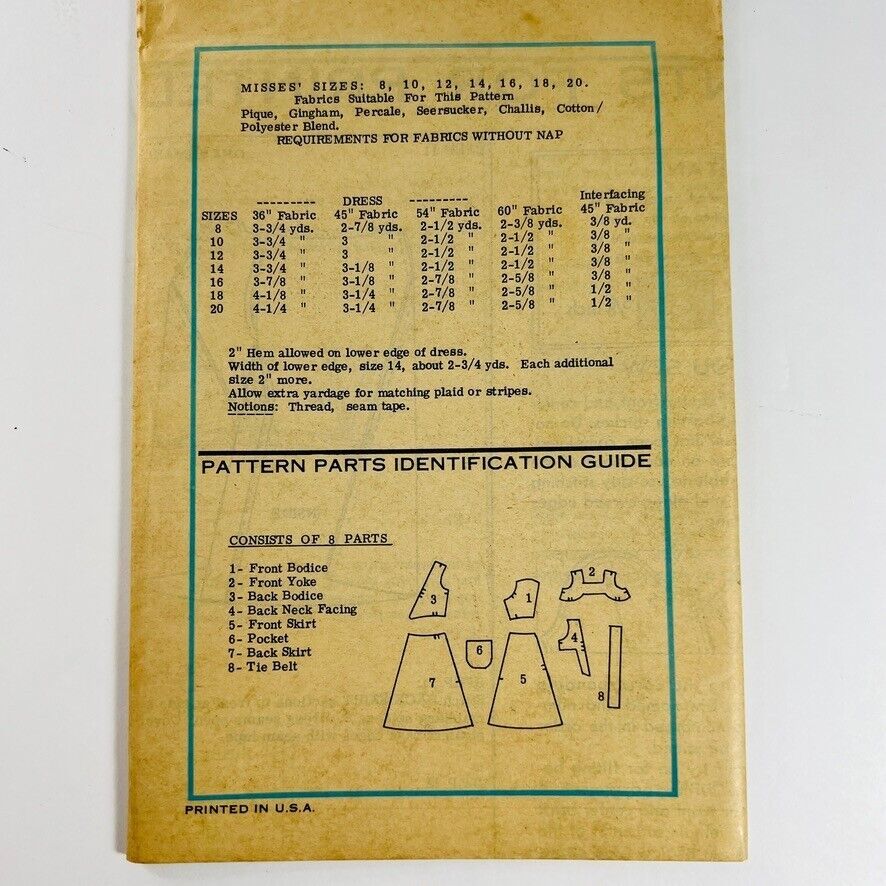 MISSES' SIZES: 8, 10, 12, 14, 16, 18, 20.
Fabrics Suitable For This Pattern
Pique, Gingham, Percale, Seersucker, Challis, Cotton/
Polyester Blend.
REQUIREMENTS FOR FABRICS WITHOUT NAP
--------- DRESS --------- Interfacing
SIZES 36" Fabric 45" Fabric 54" Fabric 60" Fabric 45" Fabric
8 3-3/4 yds. 2-7/8 yds. 2-1/2 yds. 2-3/8 yds. 3/8 yd.
10 3-3/4 " 3 " 2-1/2 " 2-1/2 " 3/8 "
12 3-3/4 " 3 " 2-1/2 " 2-1/2 " 3/8 "
14 3-3/4 " 3-1/8 " 2-1/2 " 2-1/2 " 3/8 "
16 3-7/8 " 3-1/8 " 2-7/8 " 2-5/8 " 3/8 "
18 4-1/8 " 3-1/4 " 2-7/8 " 2-5/8 " 1/2 "
20 4-1/4 " 3-1/4 " 2-7/8 " 2-5/8 " 1/2 "
2" Hem allowed on lower edge of dress.
Width of lower edge, size 14, about 2-3/4 yds. Each additional
size 2" more.
Allow extra yardage for matching plaid or stripes.
Notions: Thread, seam tape.
PATTERN PARTS IDENTIFICATION GUIDE
CONSISTS OF 8 PARTS
1- Front Bodice
2- Front Yoke
3- Back Bodice
4- Back Neck Facing
5- Front Skirt
6- Pocket
7- Back Skirt
8- Tie Belt
3
1
2
7
6
5
4
8
PRINTED IN U.S.A.